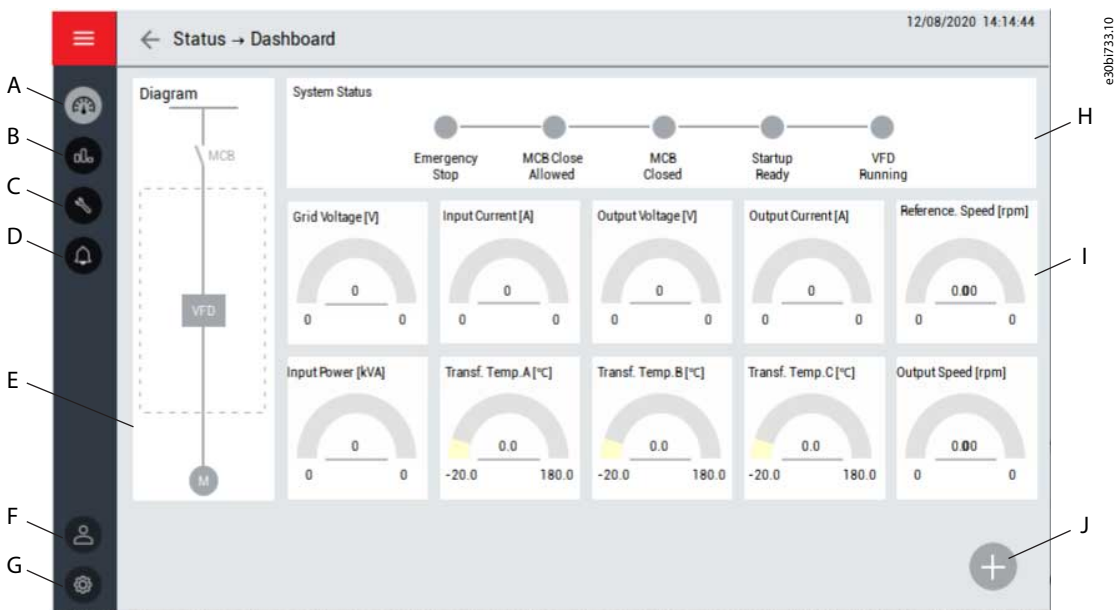 12/08/2020 14:14:44
e30bi733.10
← Status → Dashboard
A
B
C
D
E
F
G
H
I
J
Diagram
MCB
VFD
M
System Status
Emergency Stop
MCB Close Allowed
MCB Closed
Startup Ready
VFD Running
Grid Voltage [V]
0
0 0
Input Current [A]
0
0 0
Output Voltage [V]
0
0 0
Output Current [A]
0
0 0
Reference. Speed [rpm]
0.00
0 0
Input Power [kVA]
0
0 0
Transf. Temp.A [°C]
0.0
-20.0 180.0
Transf. Temp.B [°C]
0.0
-20.0 180.0
Transf. Temp.C [°C]
0.0
-20.0 180.0
Output Speed [rpm]
0.00
0 0